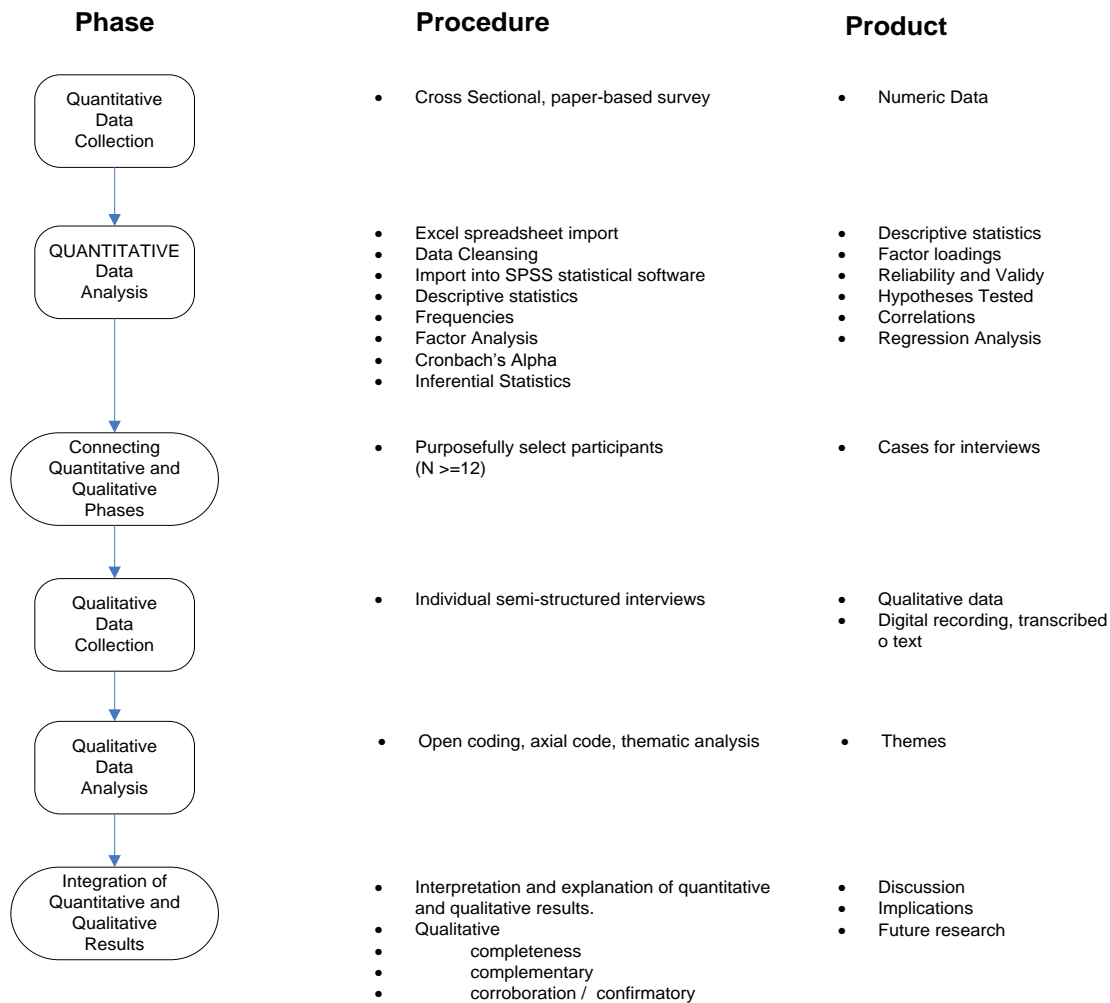 Phase
Procedure
Product
Quantitative
Data
Collection
• Cross Sectional, paper-based survey
• Numeric Data
QUANTITATIVE
Data
Analysis
• Excel spreadsheet import
• Data Cleansing
• Import into SPSS statistical software
• Descriptive statistics
• Frequencies
• Factor Analysis
• Cronbach’s Alpha
• Inferential Statistics
• Descriptive statistics
• Factor loadings
• Reliability and Validy
• Hypotheses Tested
• Correlations
• Regression Analysis
Connecting
Quantitative and
Qualitative
Phases
• Purposefully select participants
(N >=12)
• Cases for interviews
Qualitative
Data
Collection
• Individual semi-structured interviews
• Qualitative data
• Digital recording, transcribed
o text
Qualitative
Data
Analysis
• Open coding, axial code, thematic analysis
• Themes
Integration of
Quantitative and
Qualitative
Results
• Interpretation and explanation of quantitative
and qualitative results.
• Qualitative
• completeness
• complementary
• corroboration / confirmatory
• Discussion
• Implications
• Future research